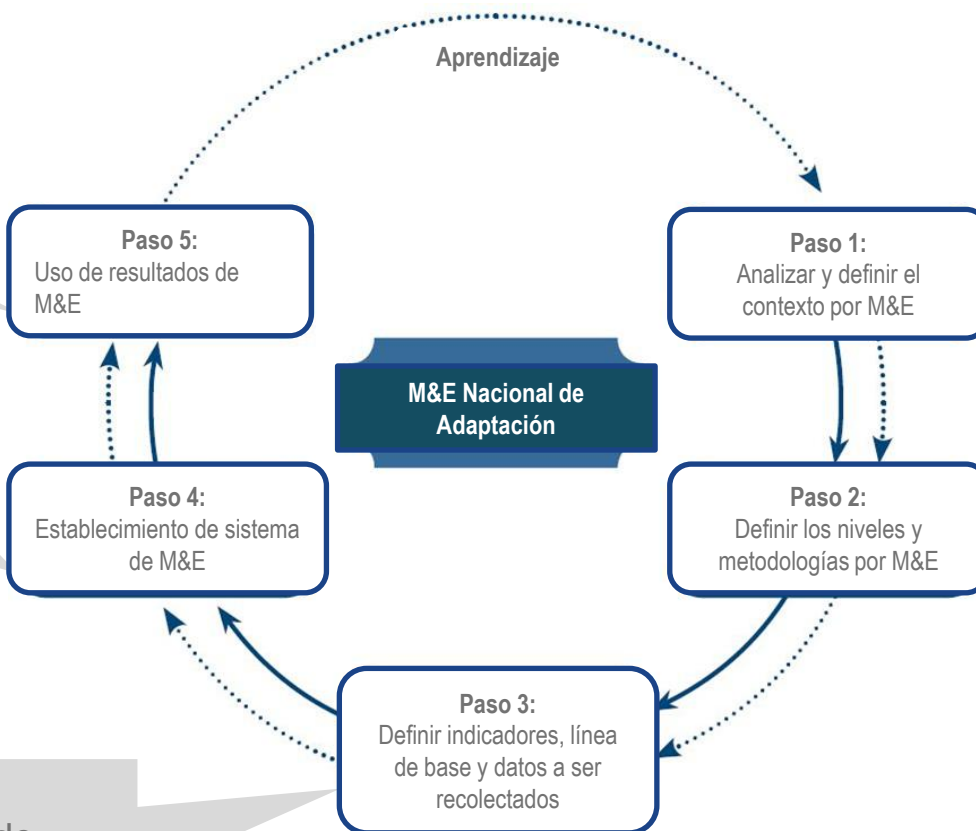 Aprendizaje
Paso 5:
Uso de resultados de
M&E
Paso 1:
Analizar y definir el
contexto por M&E
M&E Nacional de
Adaptación
Paso 4:
Establecimiento de sistema
de M&E
Paso 2:
Definir los niveles y
metodologías por M&E
Paso 3:
Definir indicadores, línea
de base y datos a ser
recolectados